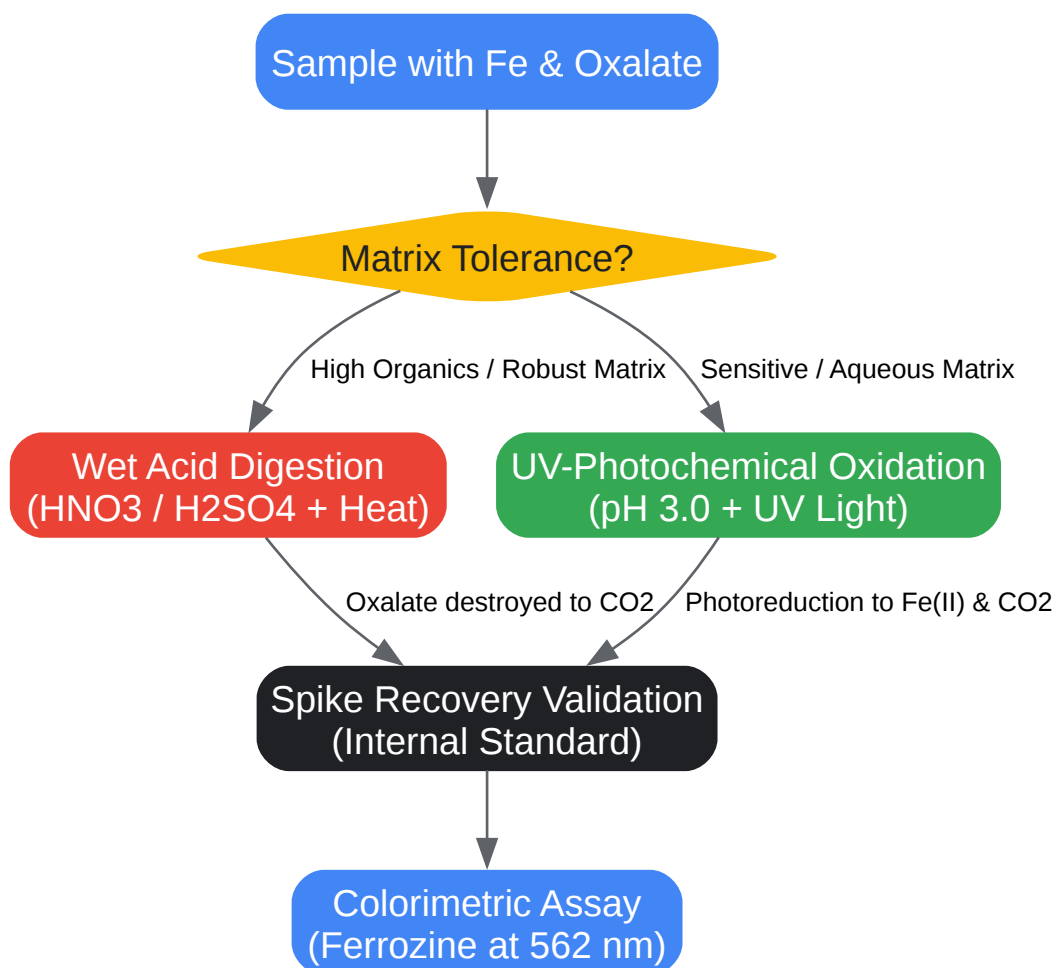 Sample with Fe & Oxalate
Matrix Tolerance?
High Organics / Robust Matrix
Sensitive / Aqueous Matrix
Wet Acid Digestion
(HNO3 / H2SO4 + Heat)
UV-Photochemical Oxidation
(pH 3.0 + UV Light)
Oxalate destroyed to CO2
Photoreduction to Fe(II) & CO2
Spike Recovery Validation
(Internal Standard)
Colorimetric Assay
(Ferrozine at 562 nm)